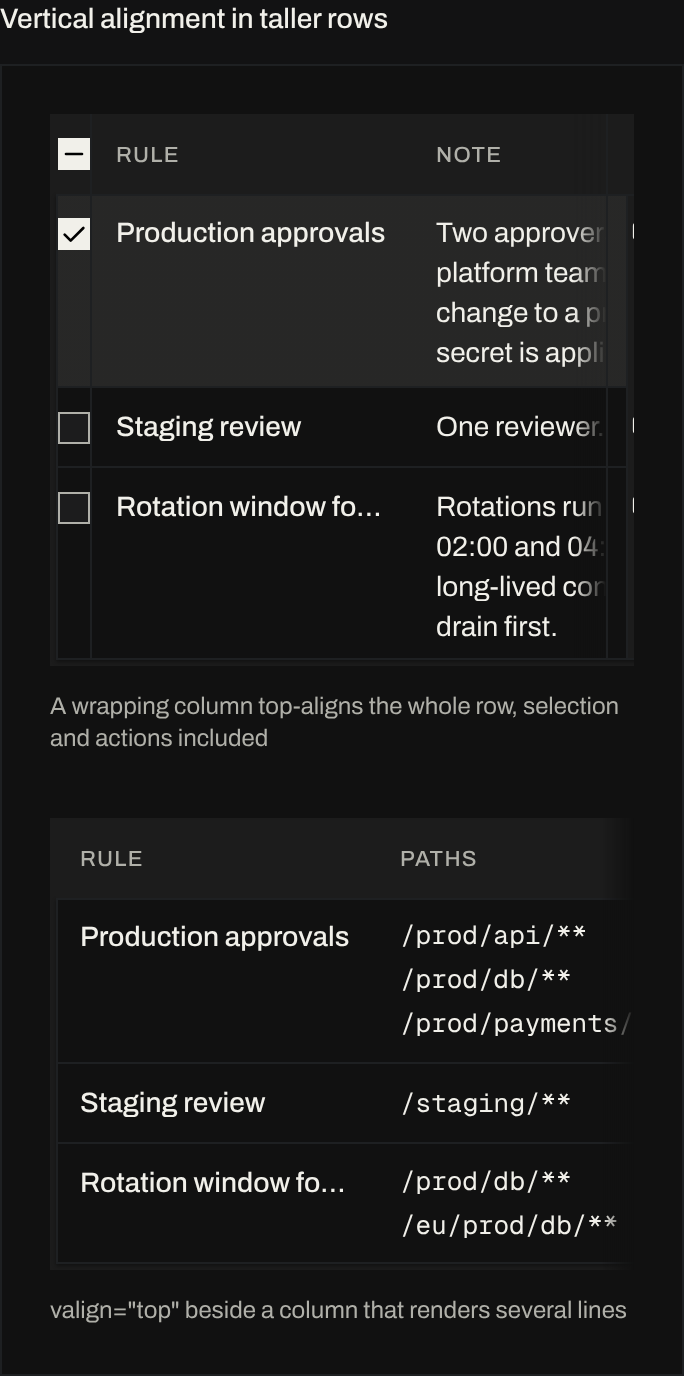 Vertical alignment in taller rows
RULE NOTE
Production approvals Two approver
platform team
change to a
secret is appli
Staging review One reviewer.
Rotation window fo... Rotations run
02:00 and 04:
long-lived con
drain first.
A wrapping column top-aligns the whole row, selection
and actions included
RULE PATHS
Production approvals /prod/api/**
/prod/db/**
/prod/payments/
Staging review /staging/**
Rotation window fo... /prod/db/**
/eu/prod/db/**
valign="top" beside a column that renders several lines